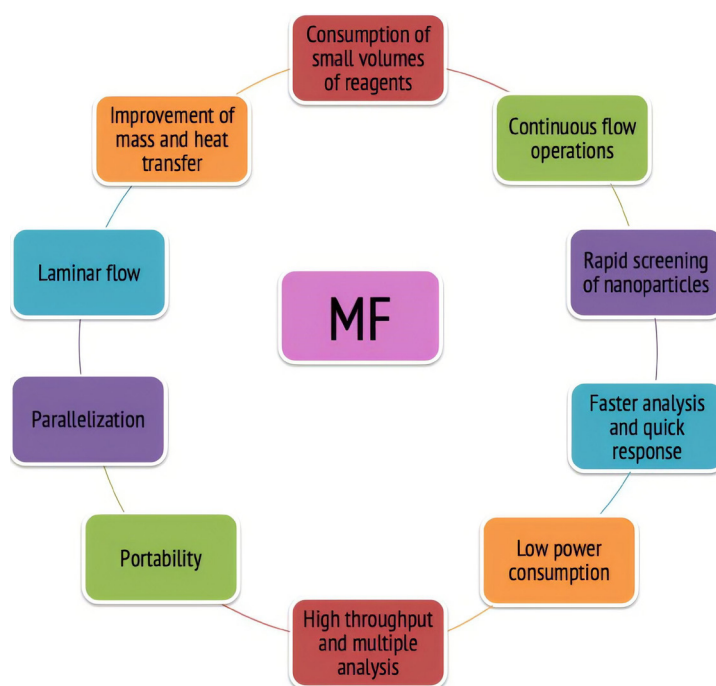 Consumption of
small volumes
of reagents
Continuous flow
operations
Rapid screening
of nanoparticles
Faster analysis
and quick
response
Low power
consumption
High throughput
and multiple
analysis
Portability
Parallelization
Laminar flow
Improvement of
mass and heat
transfer
MF